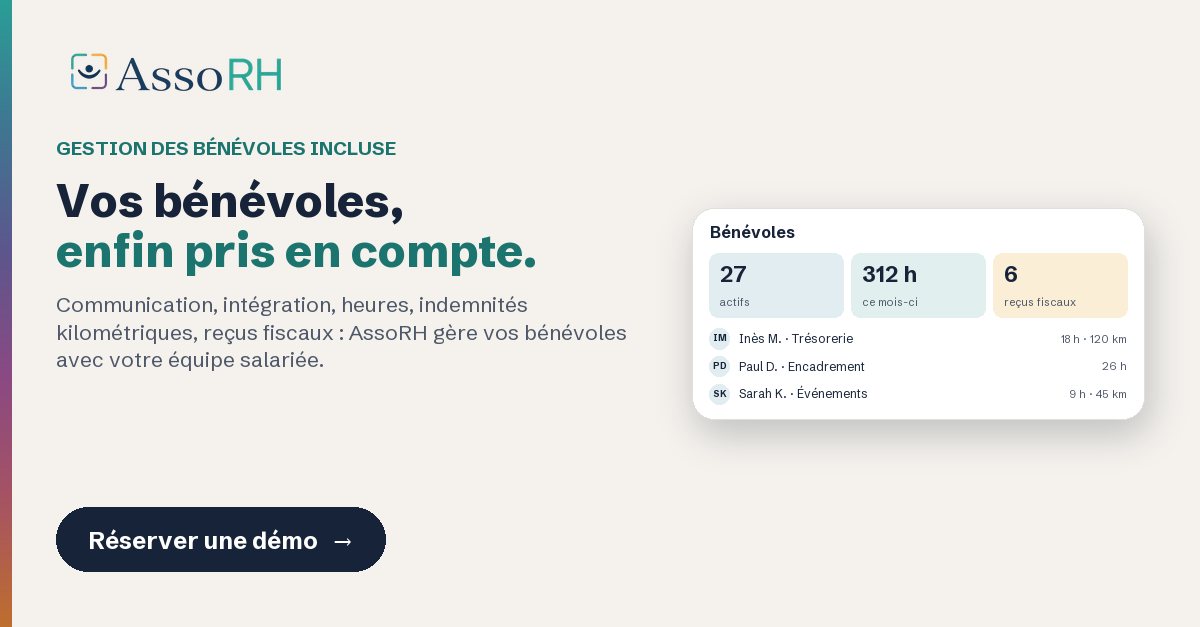 AssoRH
GESTION DES BÉNÉVOLES INCLUSE
Vos bénévoles,
enfin pris en compte.
Communication, intégration, heures, indemnités
kilométriques, reçus fiscaux : AssoRH gère vos bénévoles
avec votre équipe salariée.
Réserver une démo →
Bénévoles
27
actifs
312 h
ce mois-ci
6
reçus fiscaux
IM Inès M. · Trésorerie 18 h · 120 km
PD Paul D. · Encadrement 26 h
SK Sarah K. · Événements 9 h · 45 km